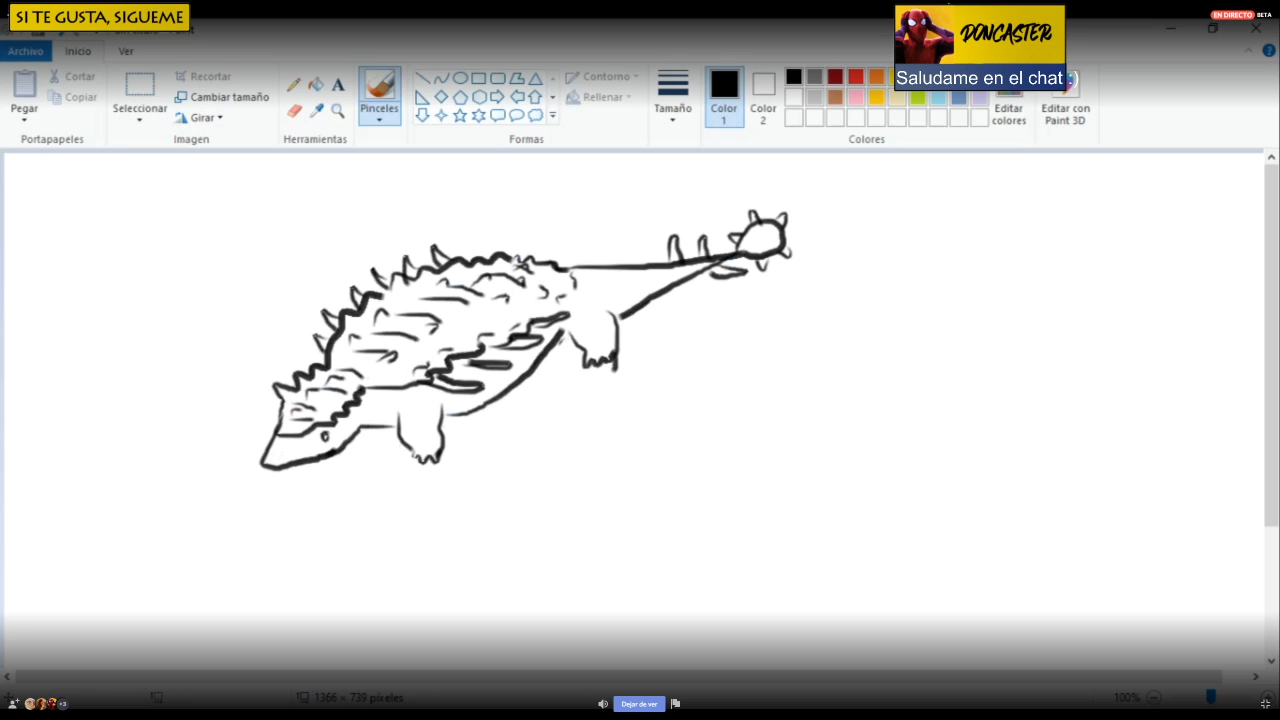 SI TE GUSTA, SIGUEME
DONCASTER
EN DIRECTO BETA
Saludame en el chat :)
Archivo Inicio Ver
Pegar
Cortar
Copiar
Portapapeles
Seleccionar
Recortar
Cambiar tamaño
Girar
Imagen
Herramientas
Pinceles
Contorno
Rellenar
Formas
Tamaño
Color 1
Color 2
Editar colores
Editar con Paint 3D
Colores
1366 × 739 píxeles
100%
+3
Dejar de ver